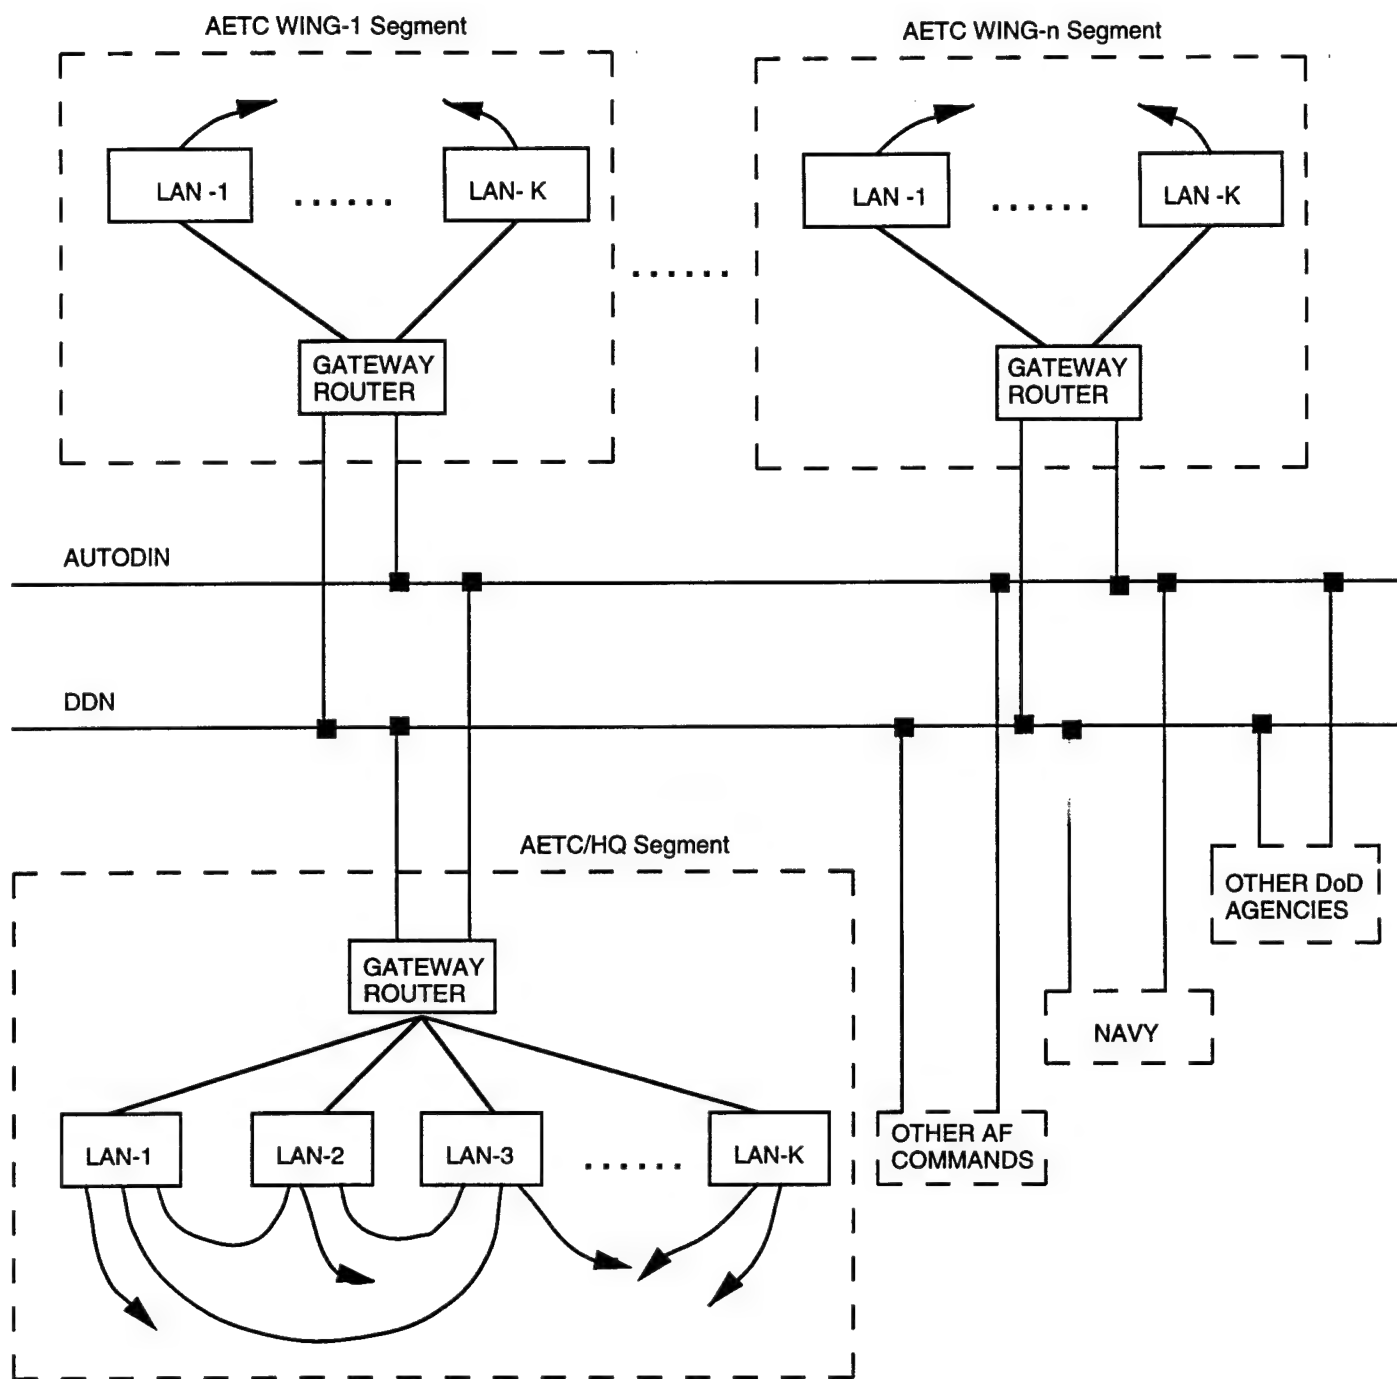 AETC WING-1 Segment
AETC WING-n Segment
LAN -1
......
LAN- K
LAN -1
......
LAN -K
......
GATEWAY
ROUTER
GATEWAY
ROUTER
AUTODIN
DDN
AETC/HQ Segment
OTHER DoD
AGENCIES
GATEWAY
ROUTER
NAVY
OTHER AF
COMMANDS
LAN-1
LAN-2
LAN-3
......
LAN-K